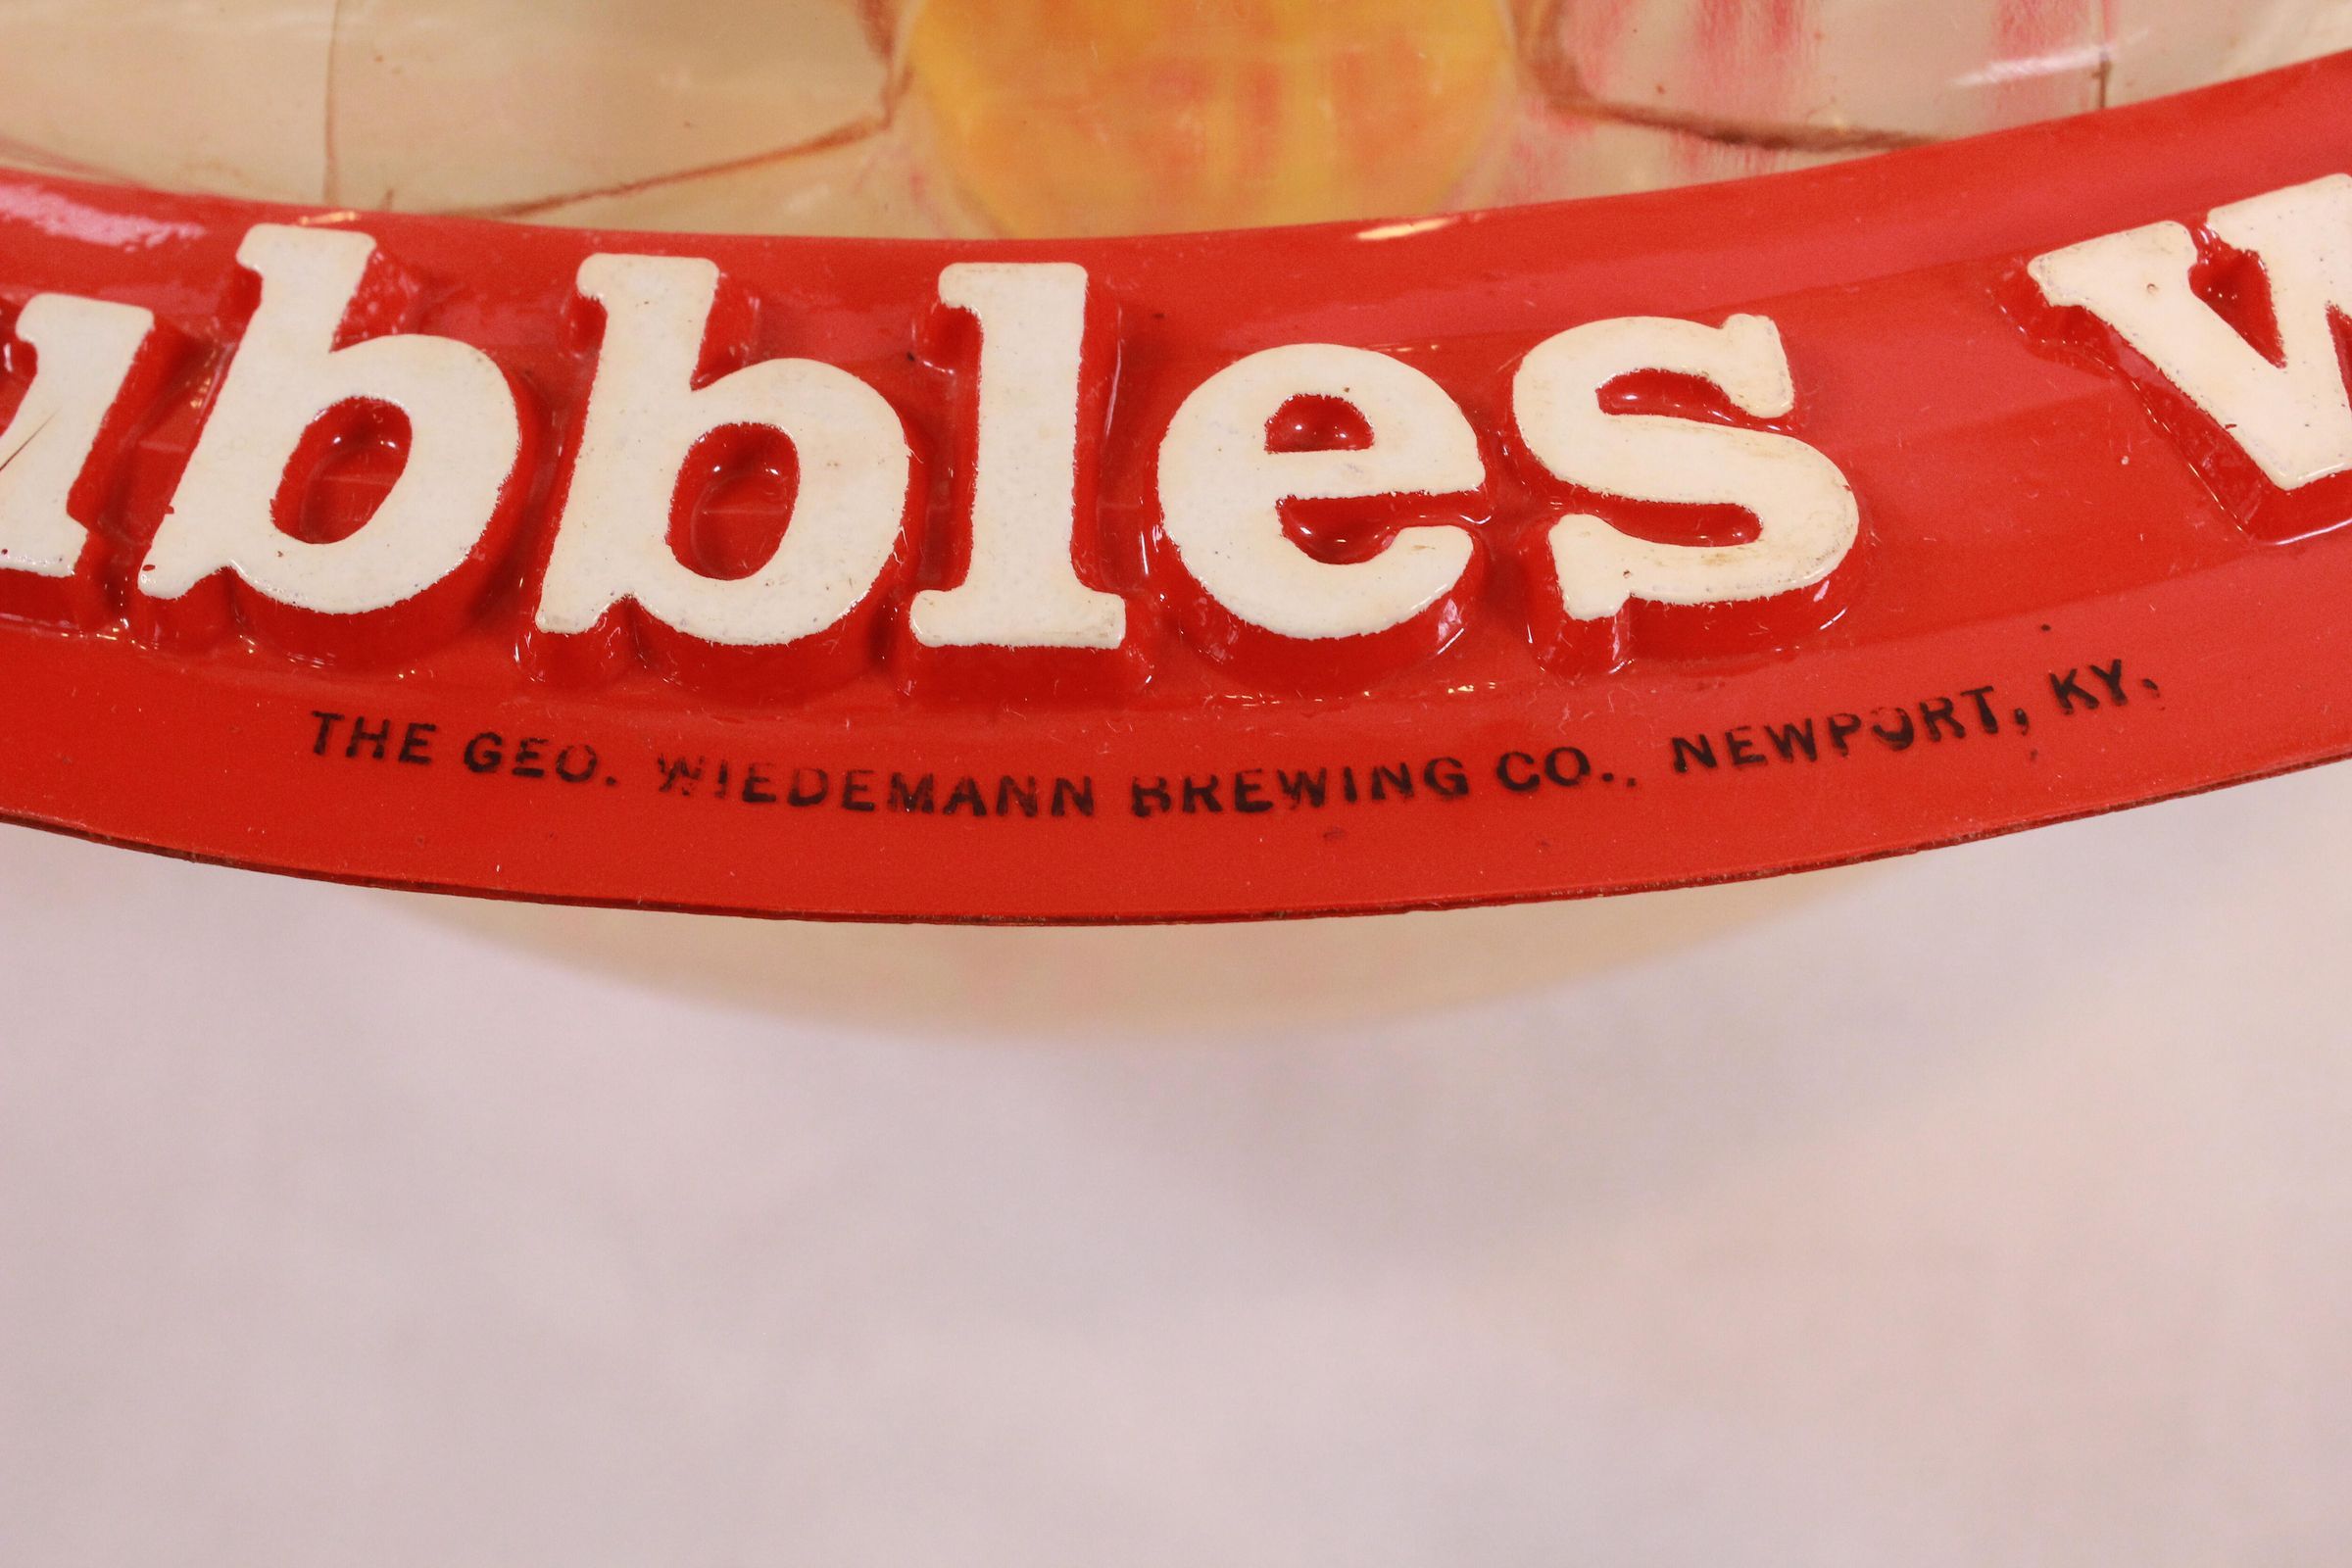 ubbles w
THE GEO. WIEDEMANN BREWING CO., NEWPORT, KY.